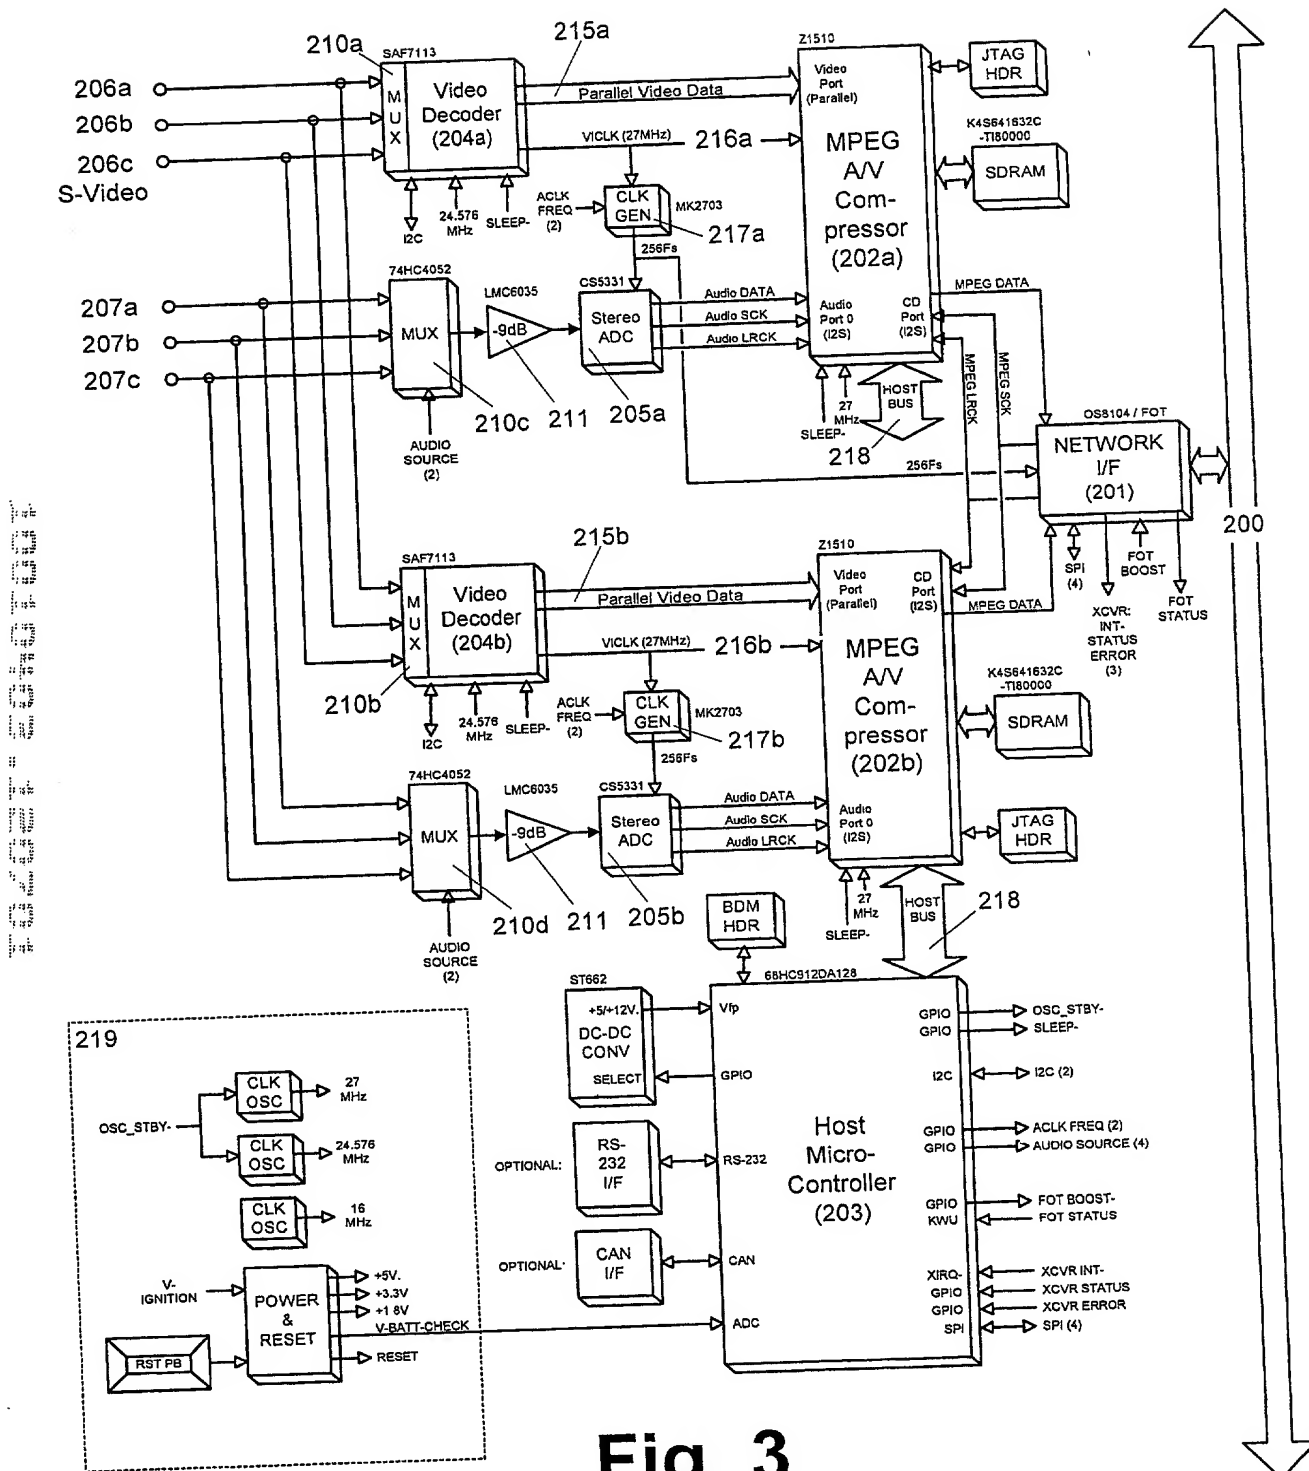 210a
SAF7113
215a
Z1510
206a
206b
206c
S-Video
MUX
Video
Decoder
(204a)
Parallel Video Data
VICLK (27MHz)
216a
Video
Port
(Parallel)
MPEG
A/V
Com-
pressor
(202a)
JTAG
HDR
K4S641632C
-TI80000
SDRAM
I2C
24.576
MHz
SLEEP-
ACLK
FREQ
(2)
CLK
GEN
MK2703
217a
256Fs
207a
207b
207c
74HC4052
MUX
LMC6035
-9dB
CS5331
Stereo
ADC
Audio DATA
Audio SCK
Audio LRCK
Audio
Port 0
(I2S)
CD
Port
(I2S)
MPEG DATA
MPEG LRCK
MPEG SCK
210c
211
205a
AUDIO
SOURCE
(2)
SLEEP-
27
MHz
HOST
BUS
218
256Fs
OS8104 / FOT
NETWORK
I/F
(201)
200
SPI
(4)
FOT
BOOST
XCVR:
INT-
STATUS
ERROR
(3)
FOT
STATUS
SAF7113
215b
Z1510
MUX
Video
Decoder
(204b)
Parallel Video Data
VICLK (27MHz)
216b
Video
Port
(Parallel)
CD
Port
(I2S)
MPEG DATA
MPEG
A/V
Com-
pressor
(202b)
K4S641632C
-TI80000
SDRAM
210b
I2C
24.576
MHz
SLEEP-
ACLK
FREQ
(2)
CLK
GEN
MK2703
217b
256Fs
74HC4052
MUX
LMC6035
-9dB
CS5331
Stereo
ADC
Audio DATA
Audio SCK
Audio LRCK
Audio
Port 0
(I2S)
JTAG
HDR
210d
211
205b
AUDIO
SOURCE
(2)
BDM
HDR
SLEEP-
27
MHz
HOST
BUS
218
ST662
68HC912DA128
+5/+12V.
DC-DC
CONV
SELECT
Vfp
GPIO
GPIO
GPIO
OSC_STBY-
SLEEP-
I2C
I2C (2)
OPTIONAL:
RS-
232
I/F
RS-232
Host
Micro-
Controller
(203)
GPIO
GPIO
ACLK FREQ (2)
AUDIO SOURCE (4)
GPIO
KWU
FOT BOOST-
FOT STATUS
OPTIONAL:
CAN
I/F
CAN
XIRQ-
GPIO
GPIO
SPI
XCVR INT-
XCVR STATUS
XCVR ERROR
SPI (4)
ADC
219
OSC_STBY-
CLK
OSC
27
MHz
CLK
OSC
24.576
MHz
CLK
OSC
16
MHz
V-
IGNITION
POWER
&
RESET
+5V.
+3.3V
+1 8V
V-BATT-CHECK
RESET
RST PB
Fig. 3